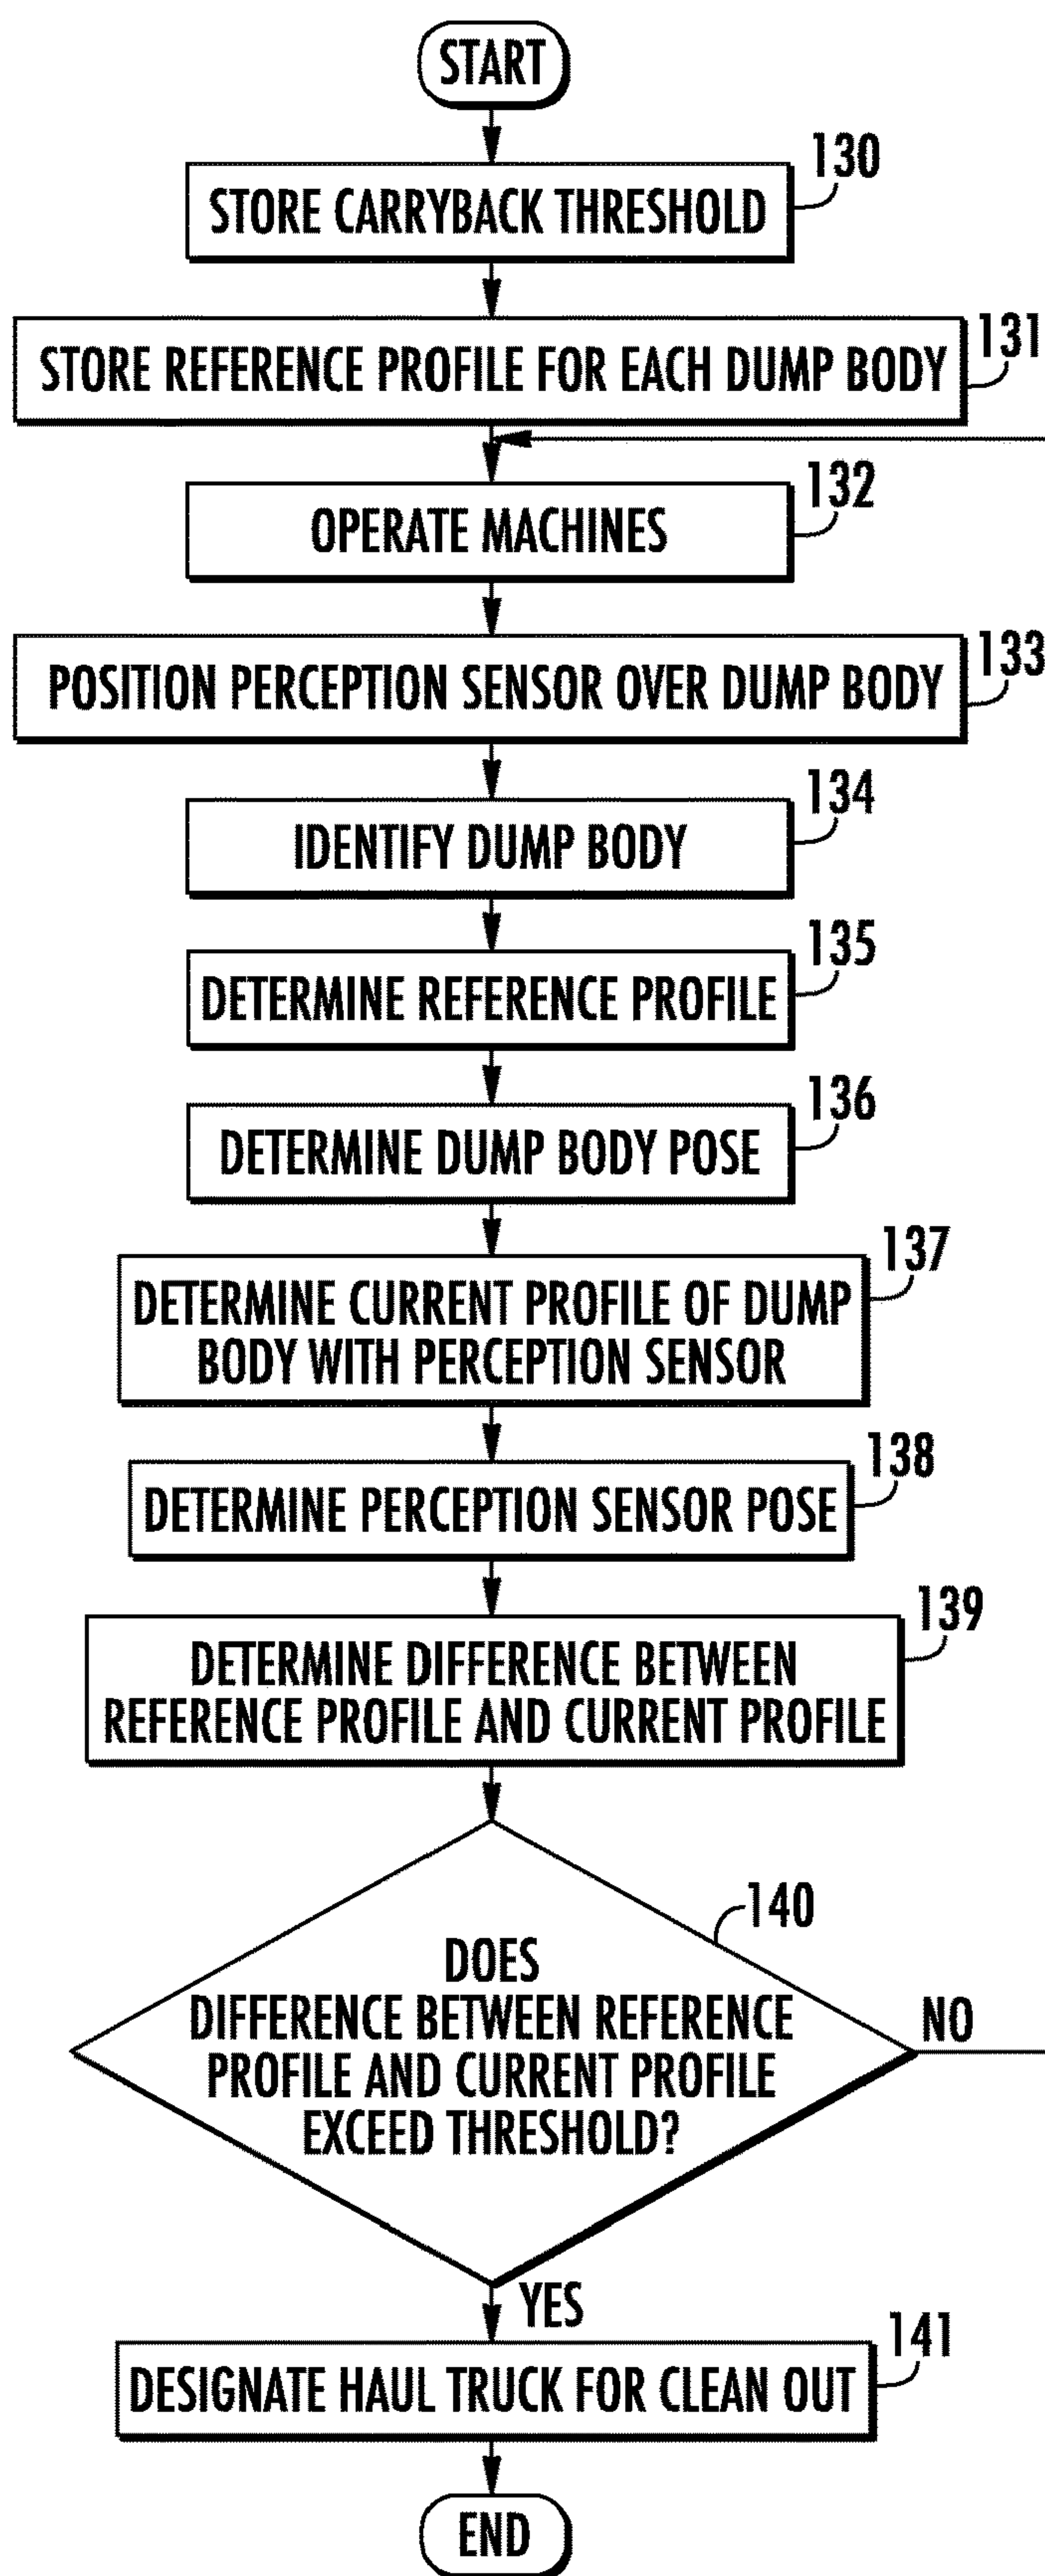 START
130
STORE CARRYBACK THRESHOLD
131
STORE REFERENCE PROFILE FOR EACH DUMP BODY
132
OPERATE MACHINES
133
POSITION PERCEPTION SENSOR OVER DUMP BODY
134
IDENTIFY DUMP BODY
135
DETERMINE REFERENCE PROFILE
136
DETERMINE DUMP BODY POSE
137
DETERMINE CURRENT PROFILE OF DUMP
BODY WITH PERCEPTION SENSOR
138
DETERMINE PERCEPTION SENSOR POSE
139
DETERMINE DIFFERENCE BETWEEN
REFERENCE PROFILE AND CURRENT PROFILE
140
DOES
DIFFERENCE BETWEEN REFERENCE
PROFILE AND CURRENT PROFILE
EXCEED THRESHOLD?
NO
YES
141
DESIGNATE HAUL TRUCK FOR CLEAN OUT
END